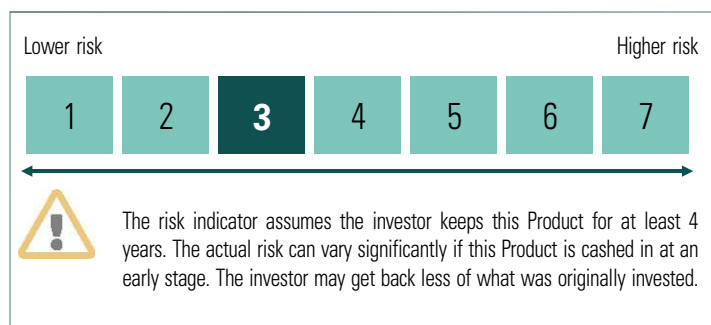 Lower risk Higher risk
1 2 3 4 5 6 7
The risk indicator assumes the investor keeps this Product for at least 4
years. The actual risk can vary significantly if this Product is cashed in at an
early stage. The investor may get back less of what was originally invested.